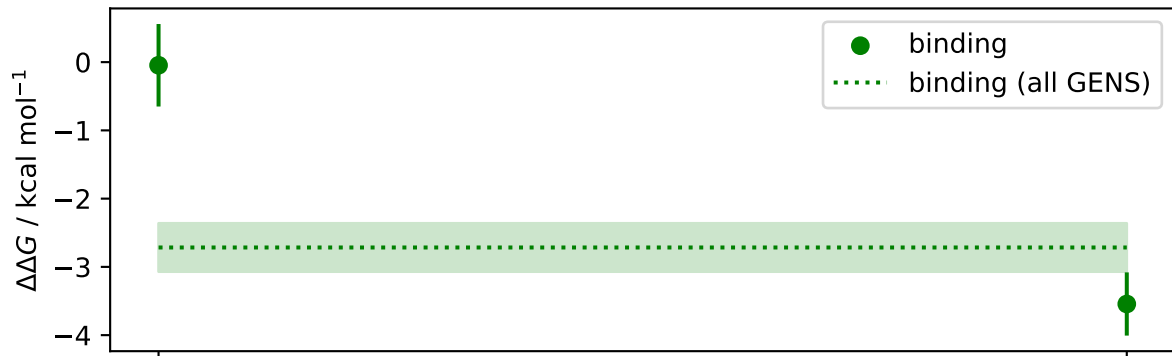 0
−1
−2
−3
−4
ΔΔG / kcal mol⁻¹
binding
binding (all GENS)